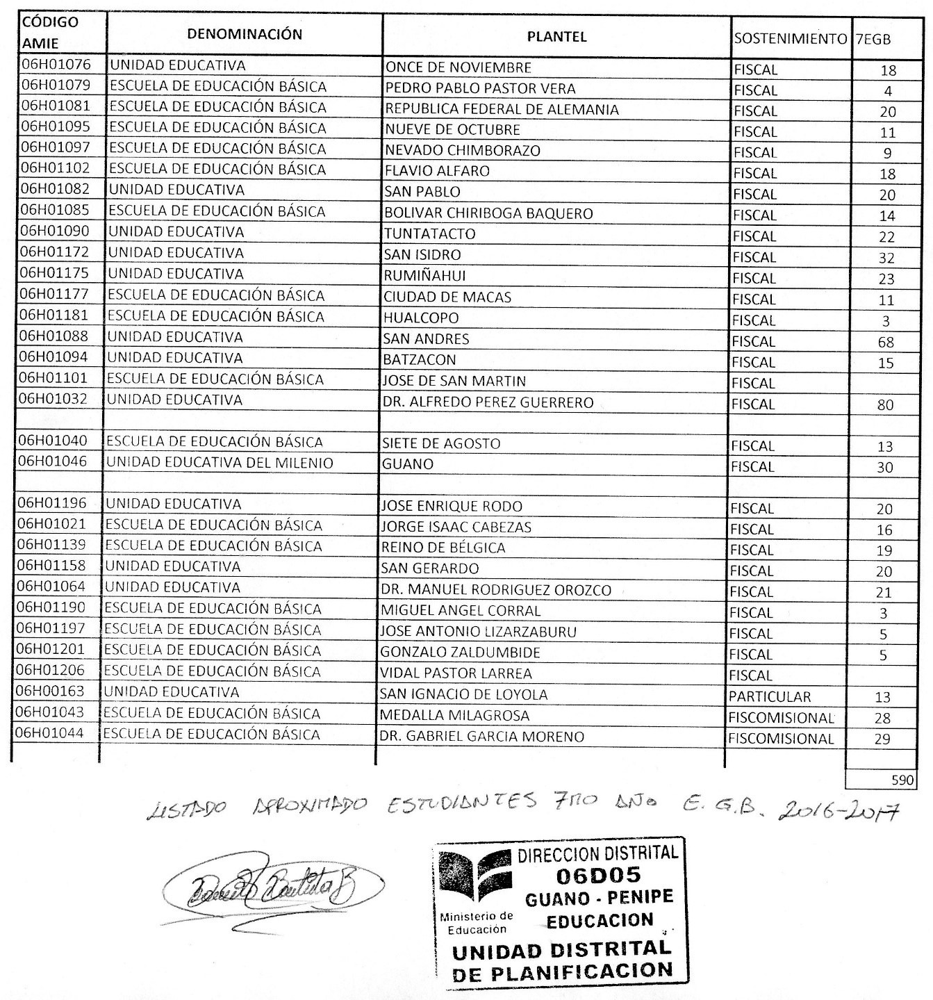 CÓDIGO AMIE DENOMINACIÓN PLANTEL SOSTENIMIENTO 7EGB
06H01076 UNIDAD EDUCATIVA ONCE DE NOVIEMBRE FISCAL 18
06H01079 ESCUELA DE EDUCACIÓN BÁSICA PEDRO PABLO PASTOR VERA FISCAL 4
06H01081 ESCUELA DE EDUCACIÓN BÁSICA REPUBLICA FEDERAL DE ALEMANIA FISCAL 20
06H01095 ESCUELA DE EDUCACIÓN BÁSICA NUEVE DE OCTUBRE FISCAL 11
06H01097 ESCUELA DE EDUCACIÓN BÁSICA NEVADO CHIMBORAZO FISCAL 9
06H01102 ESCUELA DE EDUCACIÓN BÁSICA FLAVIO ALFARO FISCAL 18
06H01082 UNIDAD EDUCATIVA SAN PABLO FISCAL 20
06H01085 ESCUELA DE EDUCACIÓN BÁSICA BOLIVAR CHIRIBOGA BAQUERO FISCAL 14
06H01090 UNIDAD EDUCATIVA TUNTATACTO FISCAL 22
06H01172 UNIDAD EDUCATIVA SAN ISIDRO FISCAL 32
06H01175 UNIDAD EDUCATIVA RUMIÑAHUI FISCAL 23
06H01177 ESCUELA DE EDUCACIÓN BÁSICA CIUDAD DE MACAS FISCAL 11
06H01181 ESCUELA DE EDUCACIÓN BÁSICA HUALCOPO FISCAL 3
06H01088 UNIDAD EDUCATIVA SAN ANDRES FISCAL 68
06H01094 UNIDAD EDUCATIVA BATZACON FISCAL 15
06H01101 ESCUELA DE EDUCACIÓN BÁSICA JOSE DE SAN MARTIN FISCAL
06H01032 UNIDAD EDUCATIVA DR. ALFREDO PEREZ GUERRERO FISCAL 80
06H01040 ESCUELA DE EDUCACIÓN BÁSICA SIETE DE AGOSTO FISCAL 13
06H01046 UNIDAD EDUCATIVA DEL MILENIO GUANO FISCAL 30
06H01196 UNIDAD EDUCATIVA JOSE ENRIQUE RODO FISCAL 20
06H01021 ESCUELA DE EDUCACIÓN BÁSICA JORGE ISAAC CABEZAS FISCAL 16
06H01139 ESCUELA DE EDUCACIÓN BÁSICA REINO DE BÉLGICA FISCAL 19
06H01158 UNIDAD EDUCATIVA SAN GERARDO FISCAL 20
06H01064 UNIDAD EDUCATIVA DR. MANUEL RODRIGUEZ OROZCO FISCAL 21
06H01190 ESCUELA DE EDUCACIÓN BÁSICA MIGUEL ANGEL CORRAL FISCAL 3
06H01197 ESCUELA DE EDUCACIÓN BÁSICA JOSE ANTONIO LIZARZABURU FISCAL 5
06H01201 ESCUELA DE EDUCACIÓN BÁSICA GONZALO ZALDUMBIDE FISCAL 5
06H01206 ESCUELA DE EDUCACIÓN BÁSICA VIDAL PASTOR LARREA FISCAL
06H00163 UNIDAD EDUCATIVA SAN IGNACIO DE LOYOLA PARTICULAR 13
06H01043 ESCUELA DE EDUCACIÓN BÁSICA MEDALLA MILAGROSA FISCOMISIONAL 28
06H01044 ESCUELA DE EDUCACIÓN BÁSICA DR. GABRIEL GARCIA MORENO FISCOMISIONAL 29
590
LISTADO APROXIMADO ESTUDIANTES 7MO AÑO E.G.B. 2016-2017
DIRECCION DISTRITAL
06D05
GUANO - PENIPE
EDUCACION
Ministerio de
Educación
UNIDAD DISTRITAL
DE PLANIFICACION